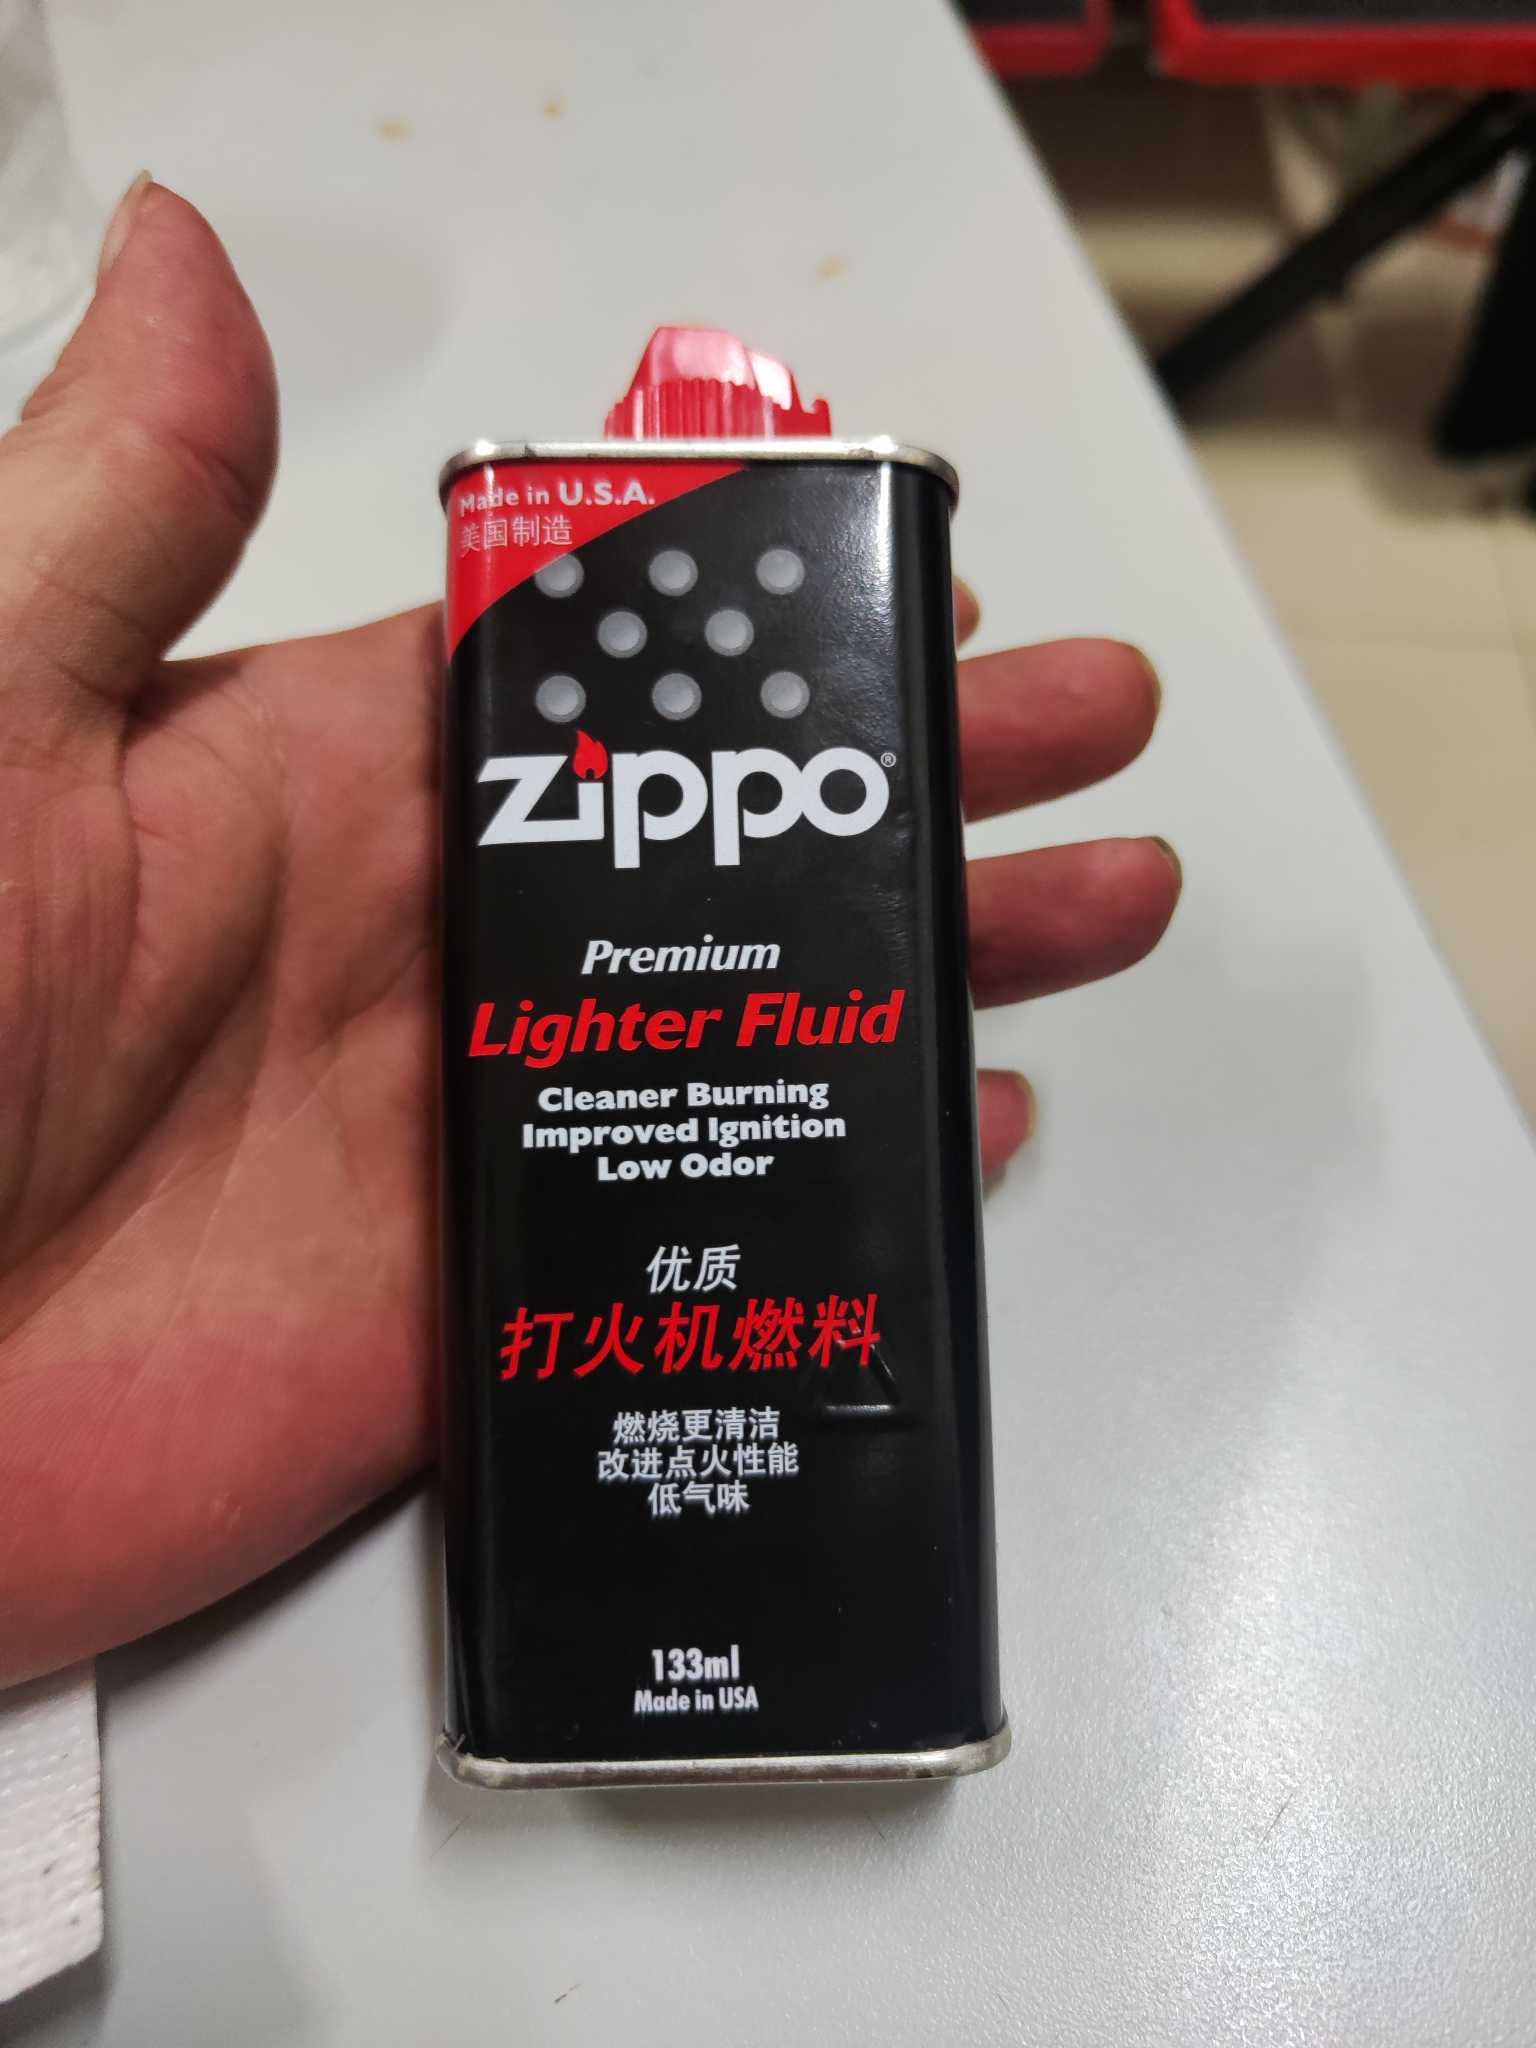 Made in U.S.A.
美国制造
zippo®
Premium
Lighter Fluid
Cleaner Burning
Improved Ignition
Low Odor
优质
打火机燃料
燃烧更清洁
改进点火性能
低气味
133ml
Made in USA